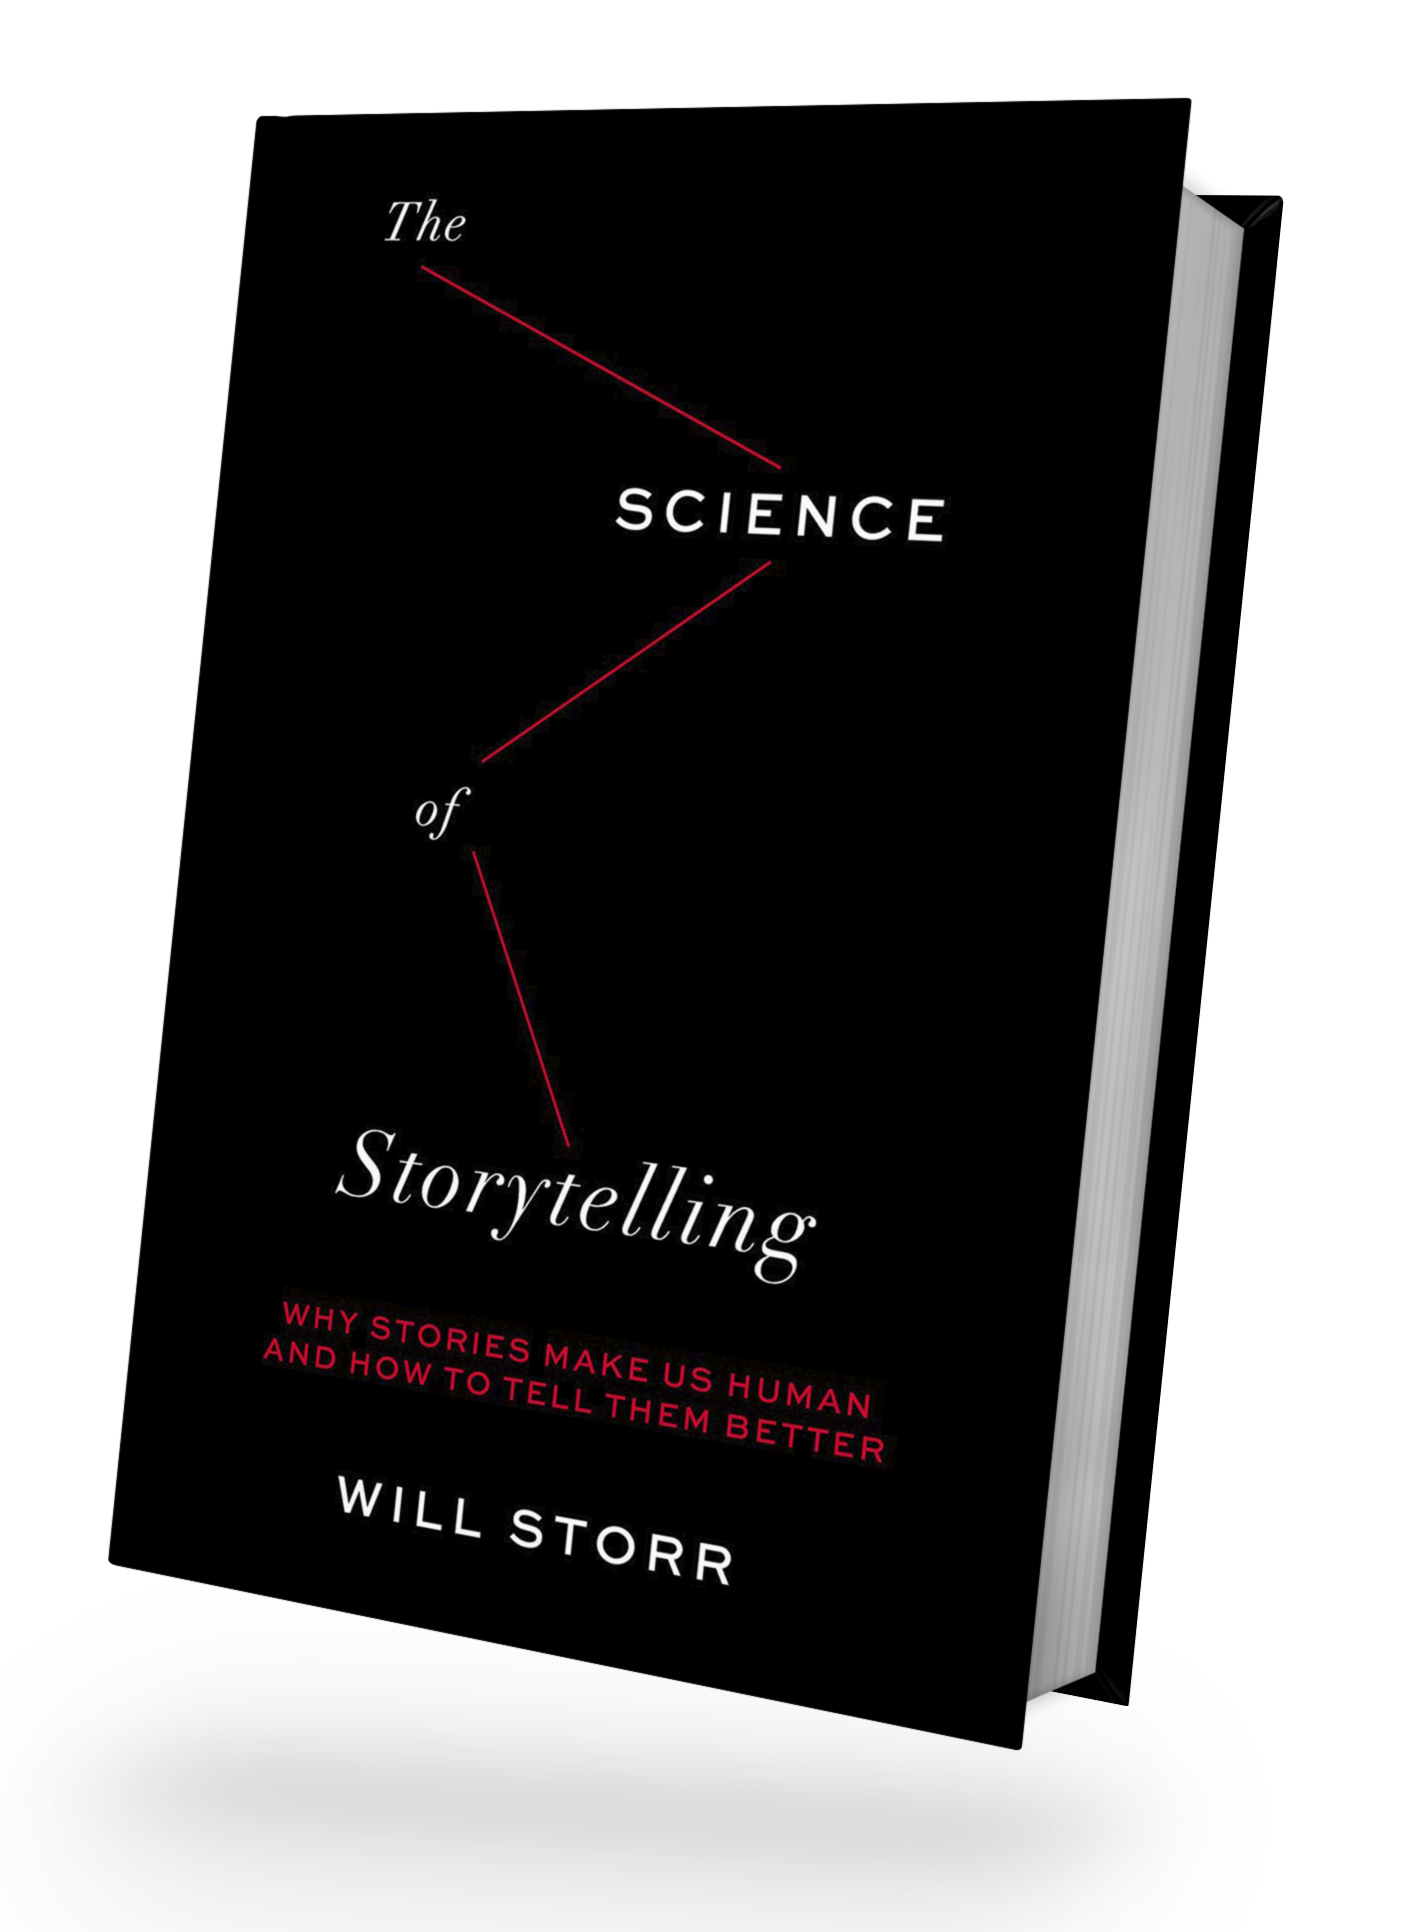 The
SCIENCE
of
Storytelling
WHY STORIES MAKE US HUMAN
AND HOW TO TELL THEM BETTER
WILL STORR